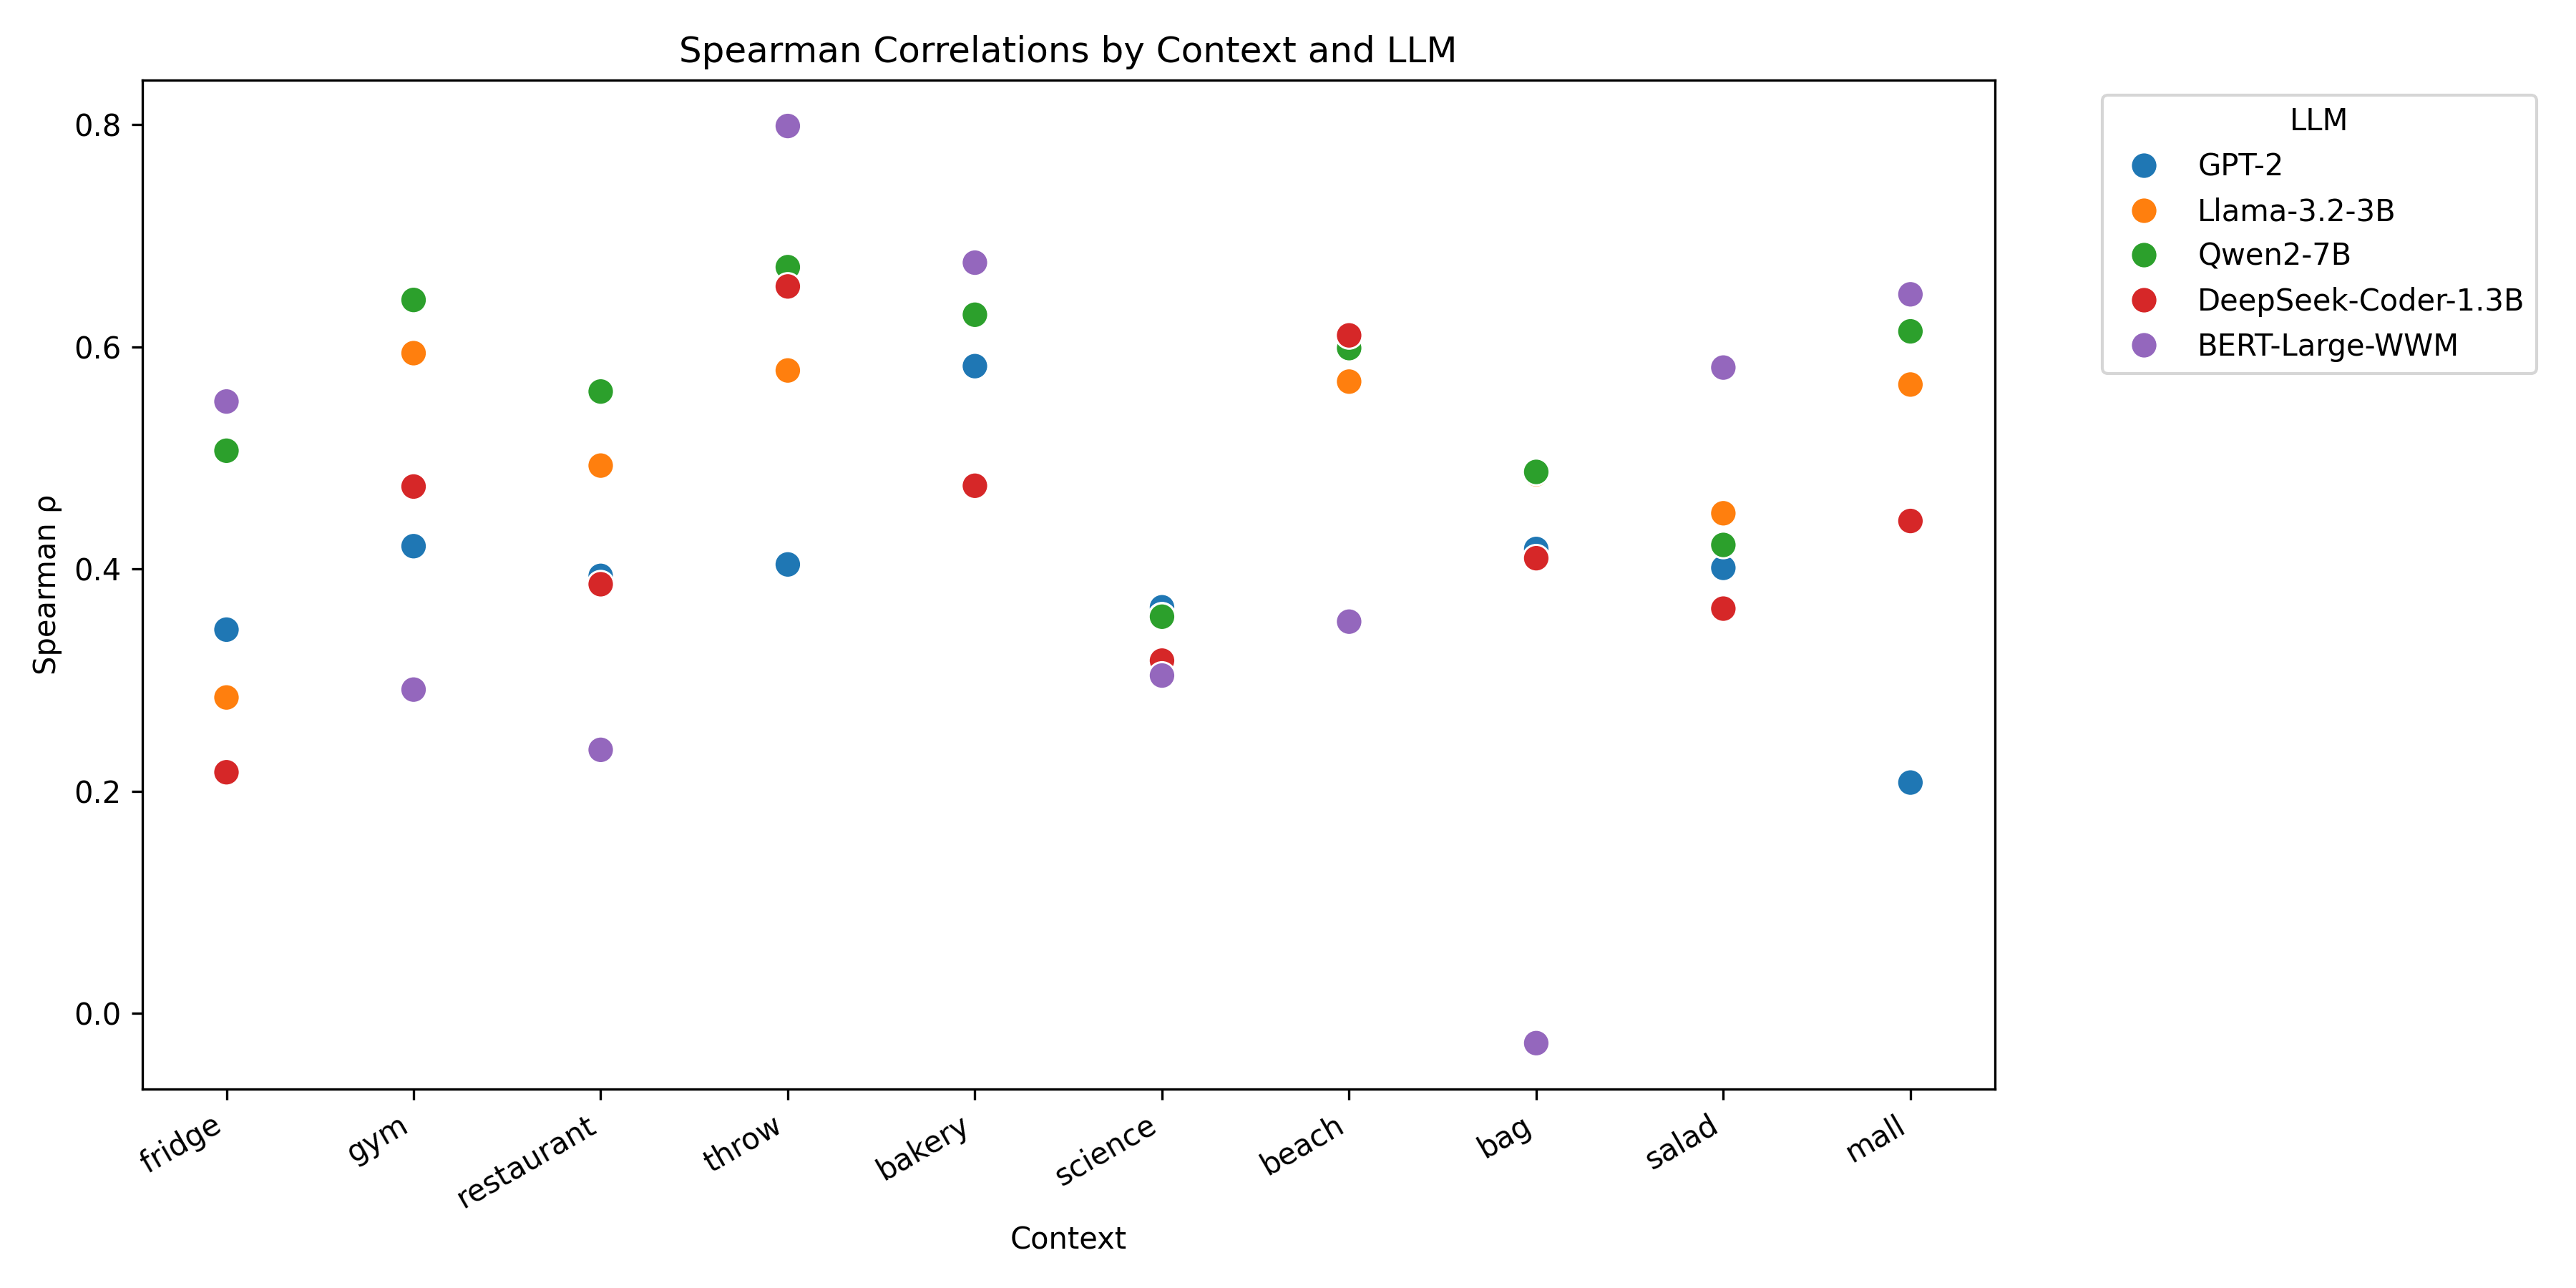 Spearman Correlations by Context and LLM
0.8
0.6
0.4
0.2
0.0
Spearman ρ
fridge
gym
restaurant
throw
bakery
science
beach
bag
salad
mall
Context
LLM
GPT-2
Llama-3.2-3B
Qwen2-7B
DeepSeek-Coder-1.3B
BERT-Large-WWM